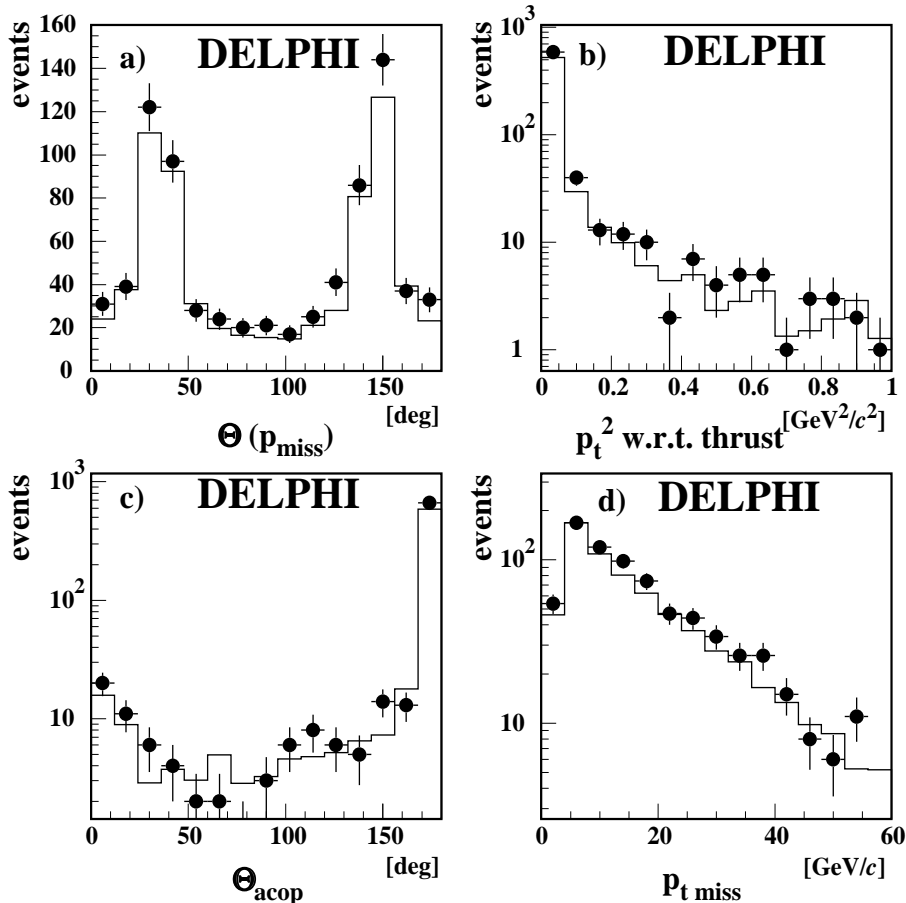 a) DELPHI
events
160
140
120
100
80
60
40
20
0
0 50 100 150
[deg]
Θ (p_miss)
b) DELPHI
events
10^3
10^2
10
1
0 0.2 0.4 0.6 0.8 1
[GeV^2/c^2]
p_t^2 w.r.t. thrust
c) DELPHI
events
10^3
10^2
10
0 50 100 150
[deg]
Θ_acop
d) DELPHI
events
10^2
10
0 20 40 60
[GeV/c]
p_t miss